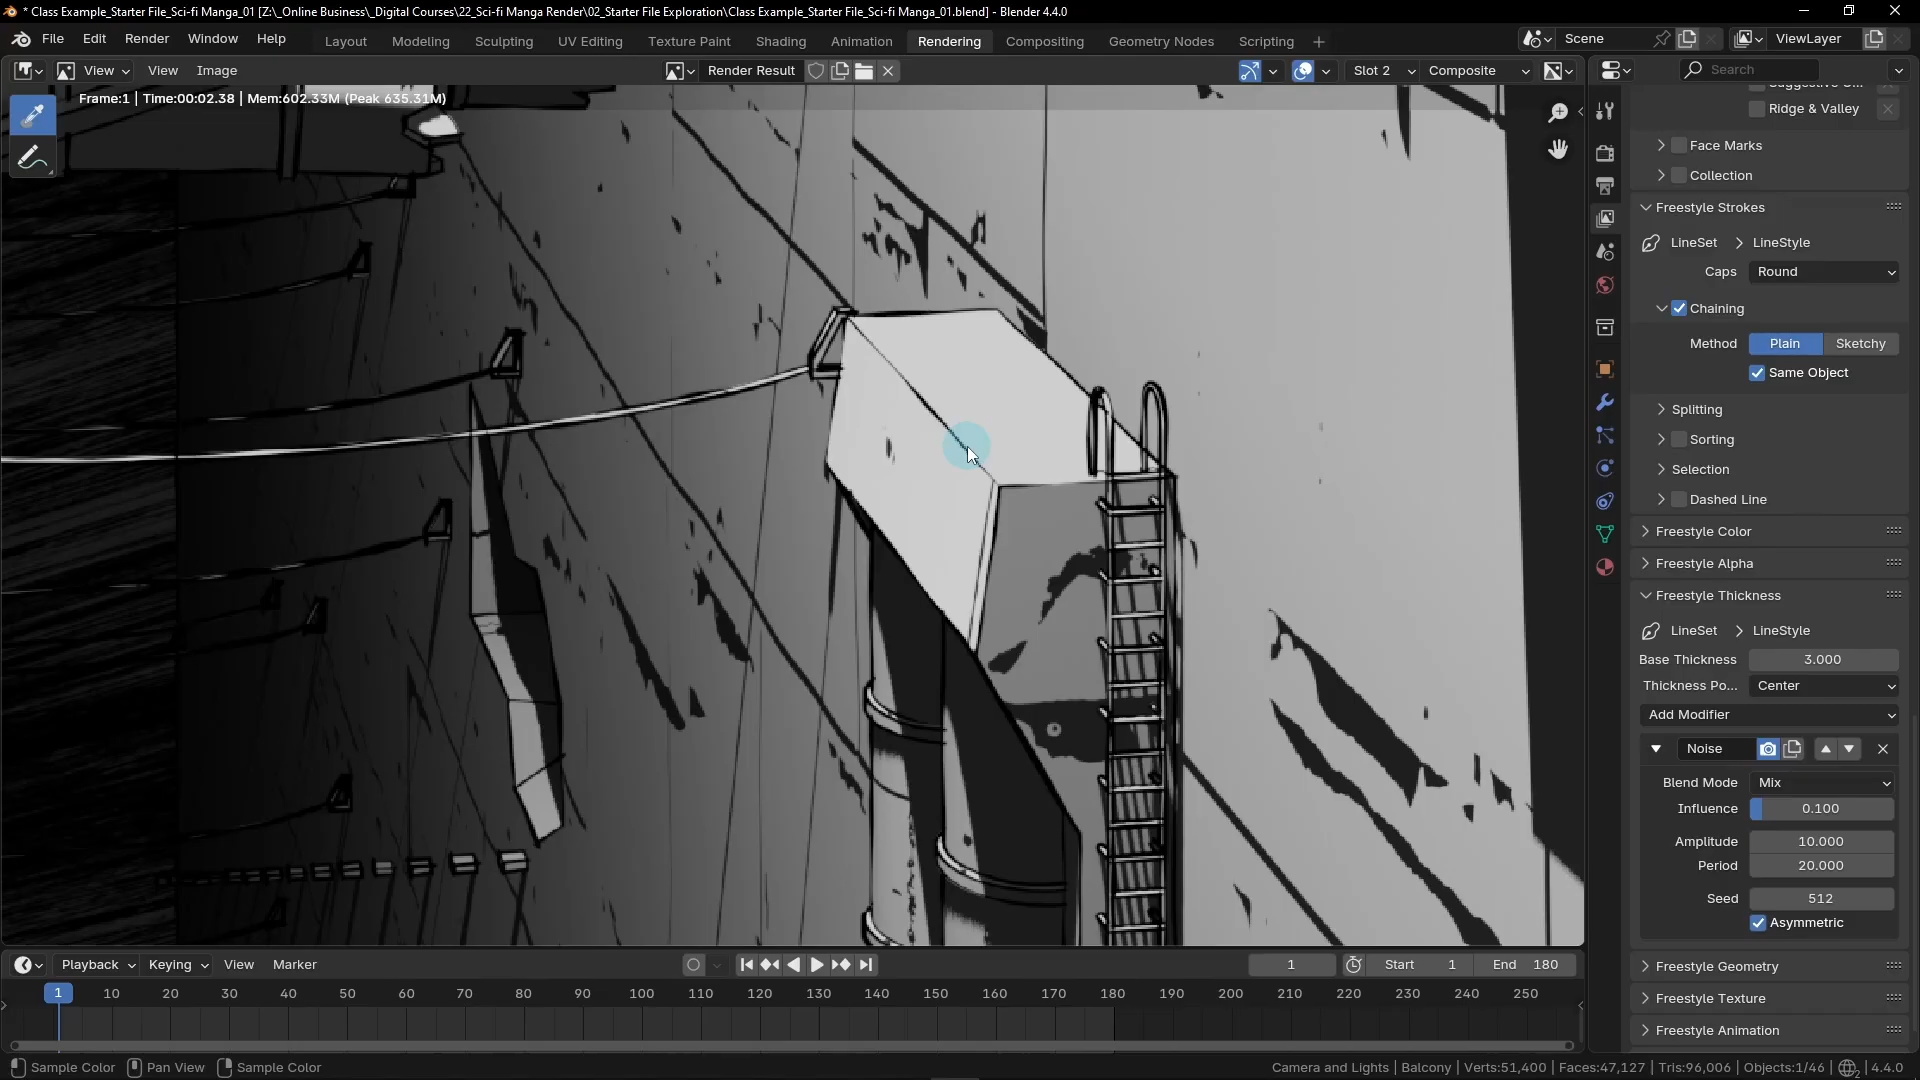 * Class Example_Starter File_Sci-fi Manga_01 [Z:\_Online Business\_Digital Courses\22_Sci-fi Manga Render\02_Starter File Exploration\Class Example_Starter File_Sci-fi Manga_01.blend] - Blender 4.4.0
File Edit Render Window Help Layout Modeling Sculpting UV Editing Texture Paint Shading Animation Rendering Compositing Geometry Nodes Scripting + Scene ViewLayer
View View Image Render Result Slot 2 Composite Search
Frame:1 | Time:00:02.38 | Mem:602.33M (Peak 635.31M)
Ridge & Valley
Face Marks
Collection
Freestyle Strokes
LineSet > LineStyle
Caps Round
Chaining
Method Plain Sketchy
Same Object
Splitting
Sorting
Selection
Dashed Line
Freestyle Color
Freestyle Alpha
Freestyle Thickness
LineSet > LineStyle
Base Thickness 3.000
Thickness Po... Center
Add Modifier
Noise
Blend Mode Mix
Influence 0.100
Amplitude 10.000
Period 20.000
Seed 512
Asymmetric
Freestyle Geometry
Freestyle Texture
Freestyle Animation
Playback Keying View Marker 1 Start 1 End 180
1 10 20 30 40 50 60 70 80 90 100 110 120 130 140 150 160 170 180 190 200 210 220 230 240 250
Sample Color Pan View Sample Color Camera and Lights | Balcony | Verts:51,400 | Faces:47,127 | Tris:96,006 | Objects:1/46 | 2 | 4.4.0